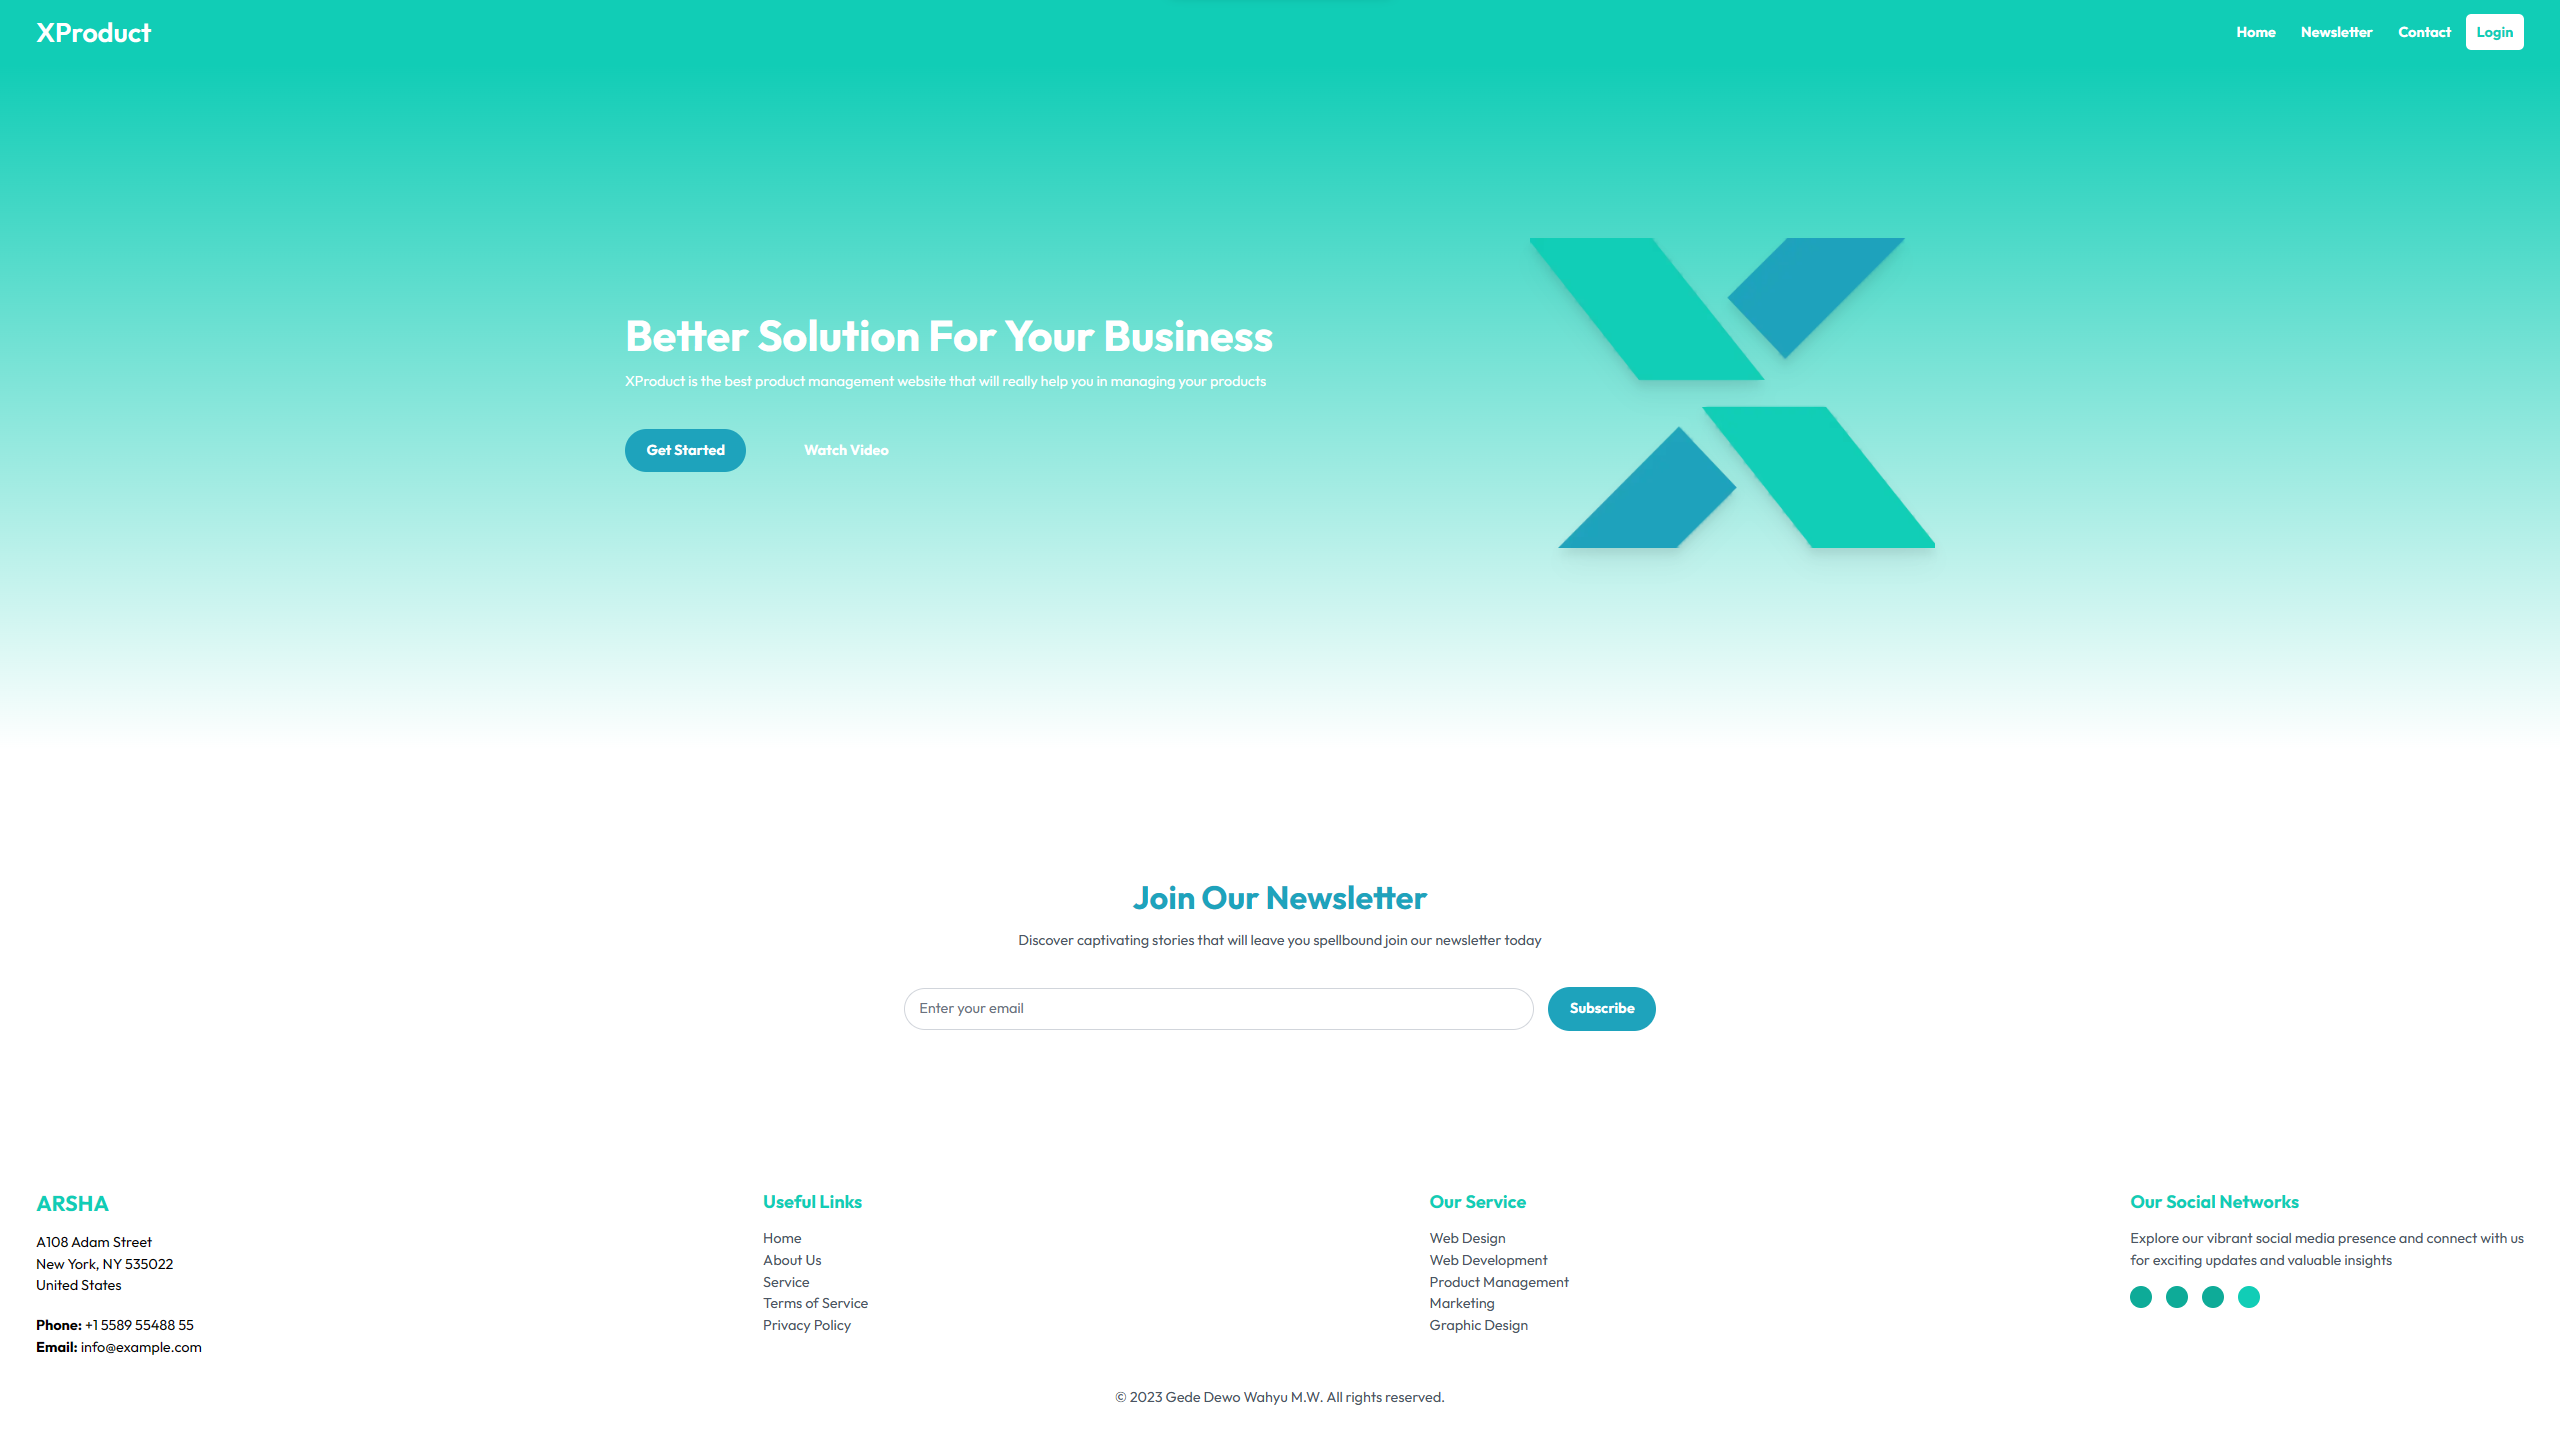 XProduct
Home
Newsletter
Contact
Login
Better Solution For Your Business
XProduct is the best product management website that will really help you in managing your products
Get Started
Watch Video
Join Our Newsletter
Discover captivating stories that will leave you spellbound join our newsletter today
Enter your email
Subscribe
ARSHA
A108 Adam Street
New York, NY 535022
United States
Phone: +1 5589 55488 55
Email: info@example.com
Useful Links
Home
About Us
Service
Terms of Service
Privacy Policy
Our Service
Web Design
Web Development
Product Management
Marketing
Graphic Design
Our Social Networks
Explore our vibrant social media presence and connect with us
for exciting updates and valuable insights
© 2023 Gede Dewo Wahyu M.W. All rights reserved.